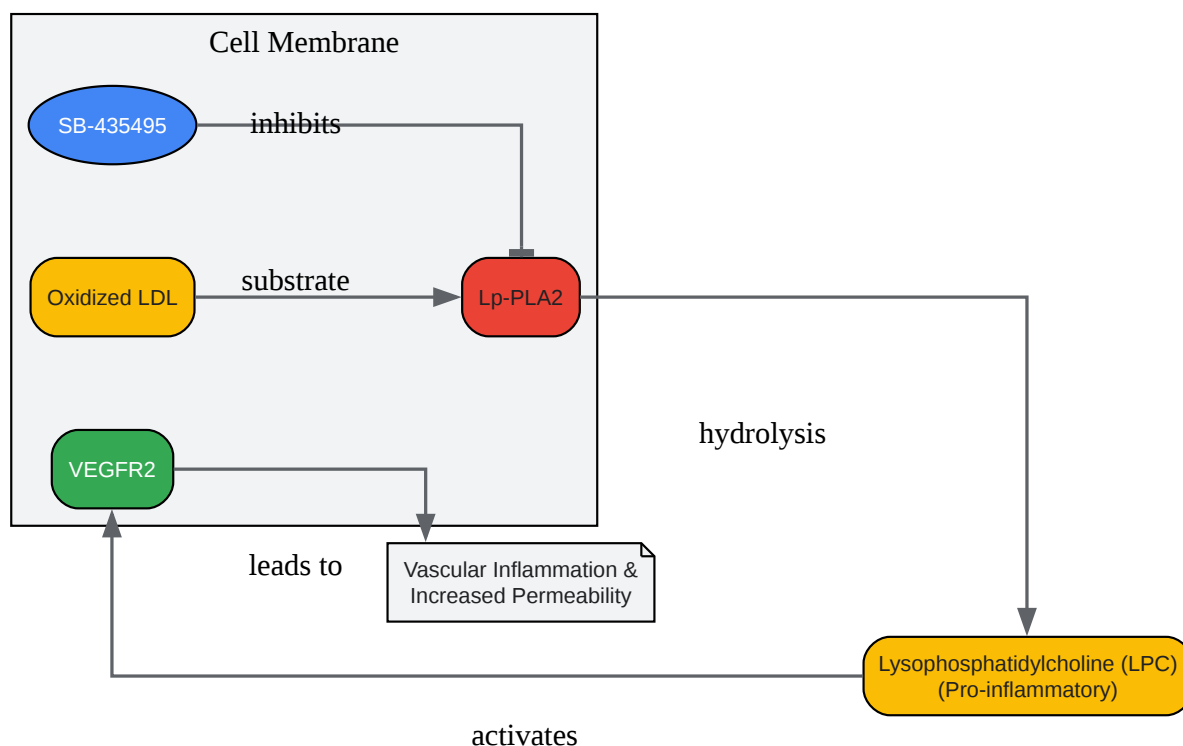 Cell Membrane
SB-435495
inhibits
Oxidized LDL
substrate
Lp-PLA2
hydrolysis
VEGFR2
leads to
Vascular Inflammation &
Increased Permeability
Lysophosphatidylcholine (LPC)
(Pro-inflammatory)
activates